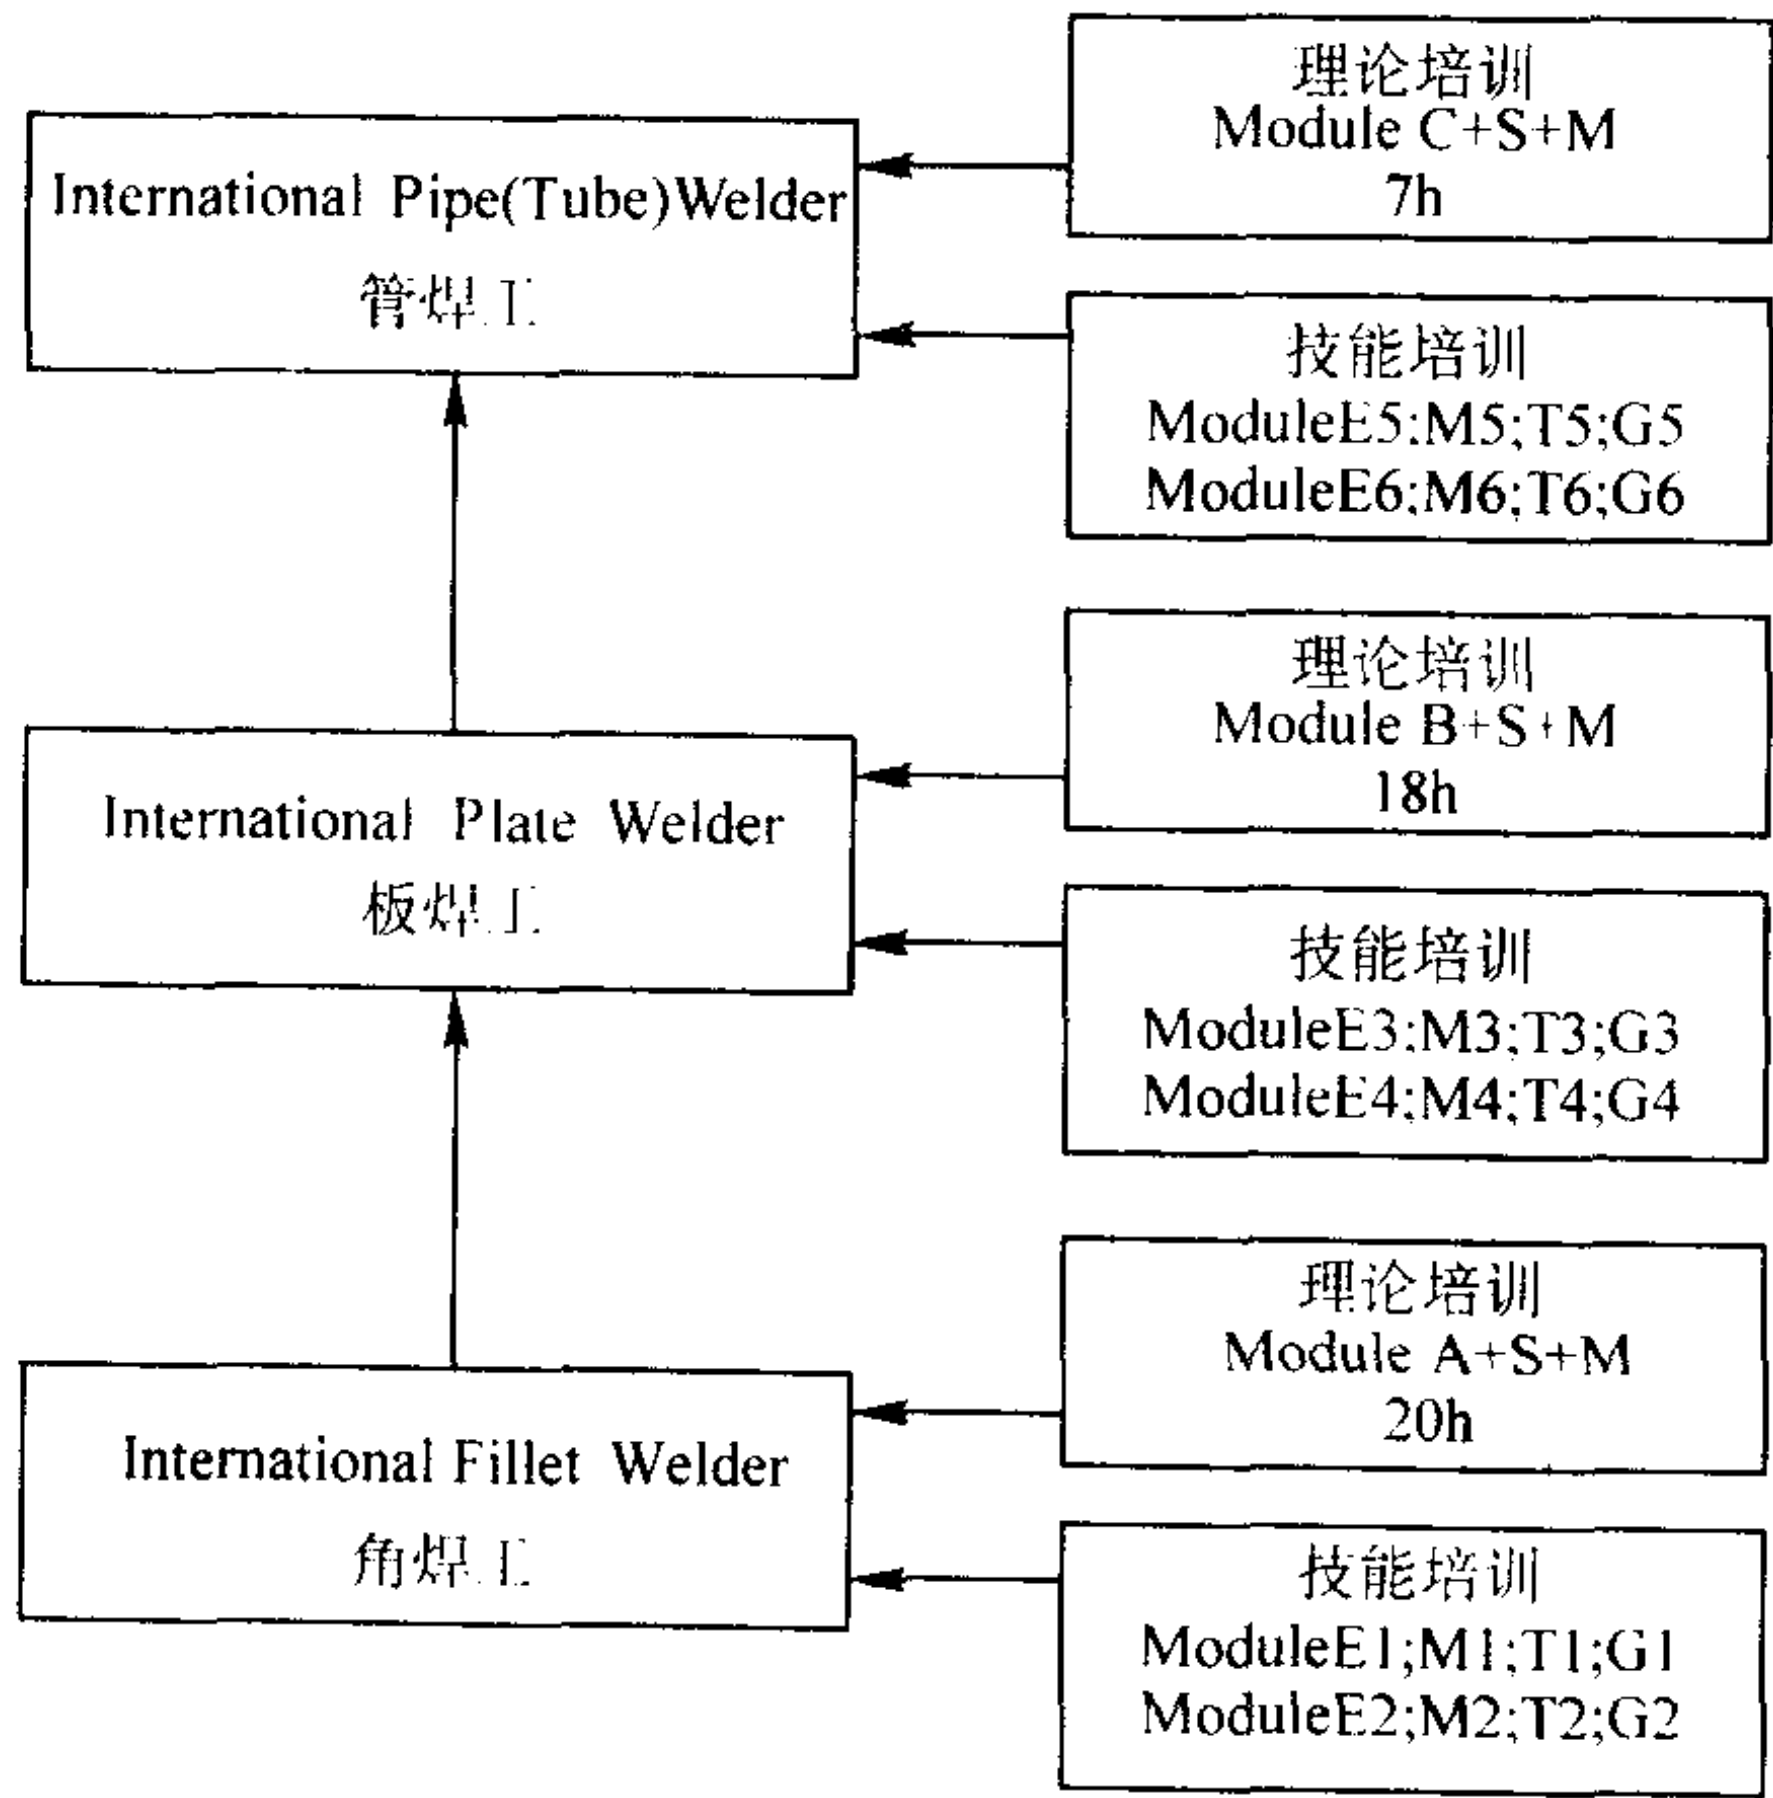 理论培训
Module C+S+M
7h
International Pipe(Tube)Welder
管焊工
技能培训
ModuleE5;M5;T5;G5
ModuleE6;M6;T6;G6
理论培训
Module B+S+M
18h
International Plate Welder
板焊工
技能培训
ModuleE3;M3;T3;G3
ModuleE4;M4;T4;G4
理论培训
Module A+S+M
20h
International Fillet Welder
角焊工
技能培训
ModuleE1;M1;T1;G1
ModuleE2;M2;T2;G2